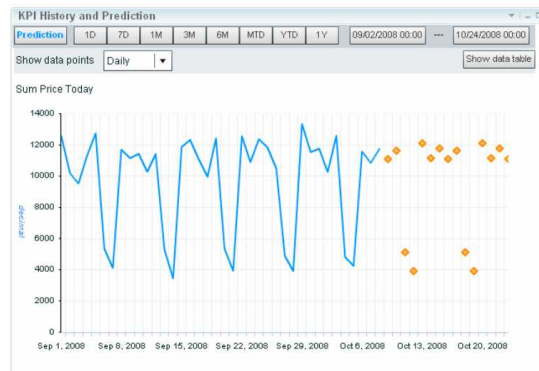 KPI History and Prediction
Prediction 1D 7D 1M 3M 6M MTD YTD 1Y 09/02/2008 00:00 --- 10/24/2008 00:00
Show data points Daily Show data table
Sum Price Today
14000
12000
10000
8000
6000
4000
2000
0
decimal
Sep 1, 2008 Sep 8, 2008 Sep 15, 2008 Sep 22, 2008 Sep 29, 2008 Oct 6, 2008 Oct 13, 2008 Oct 20, 2008